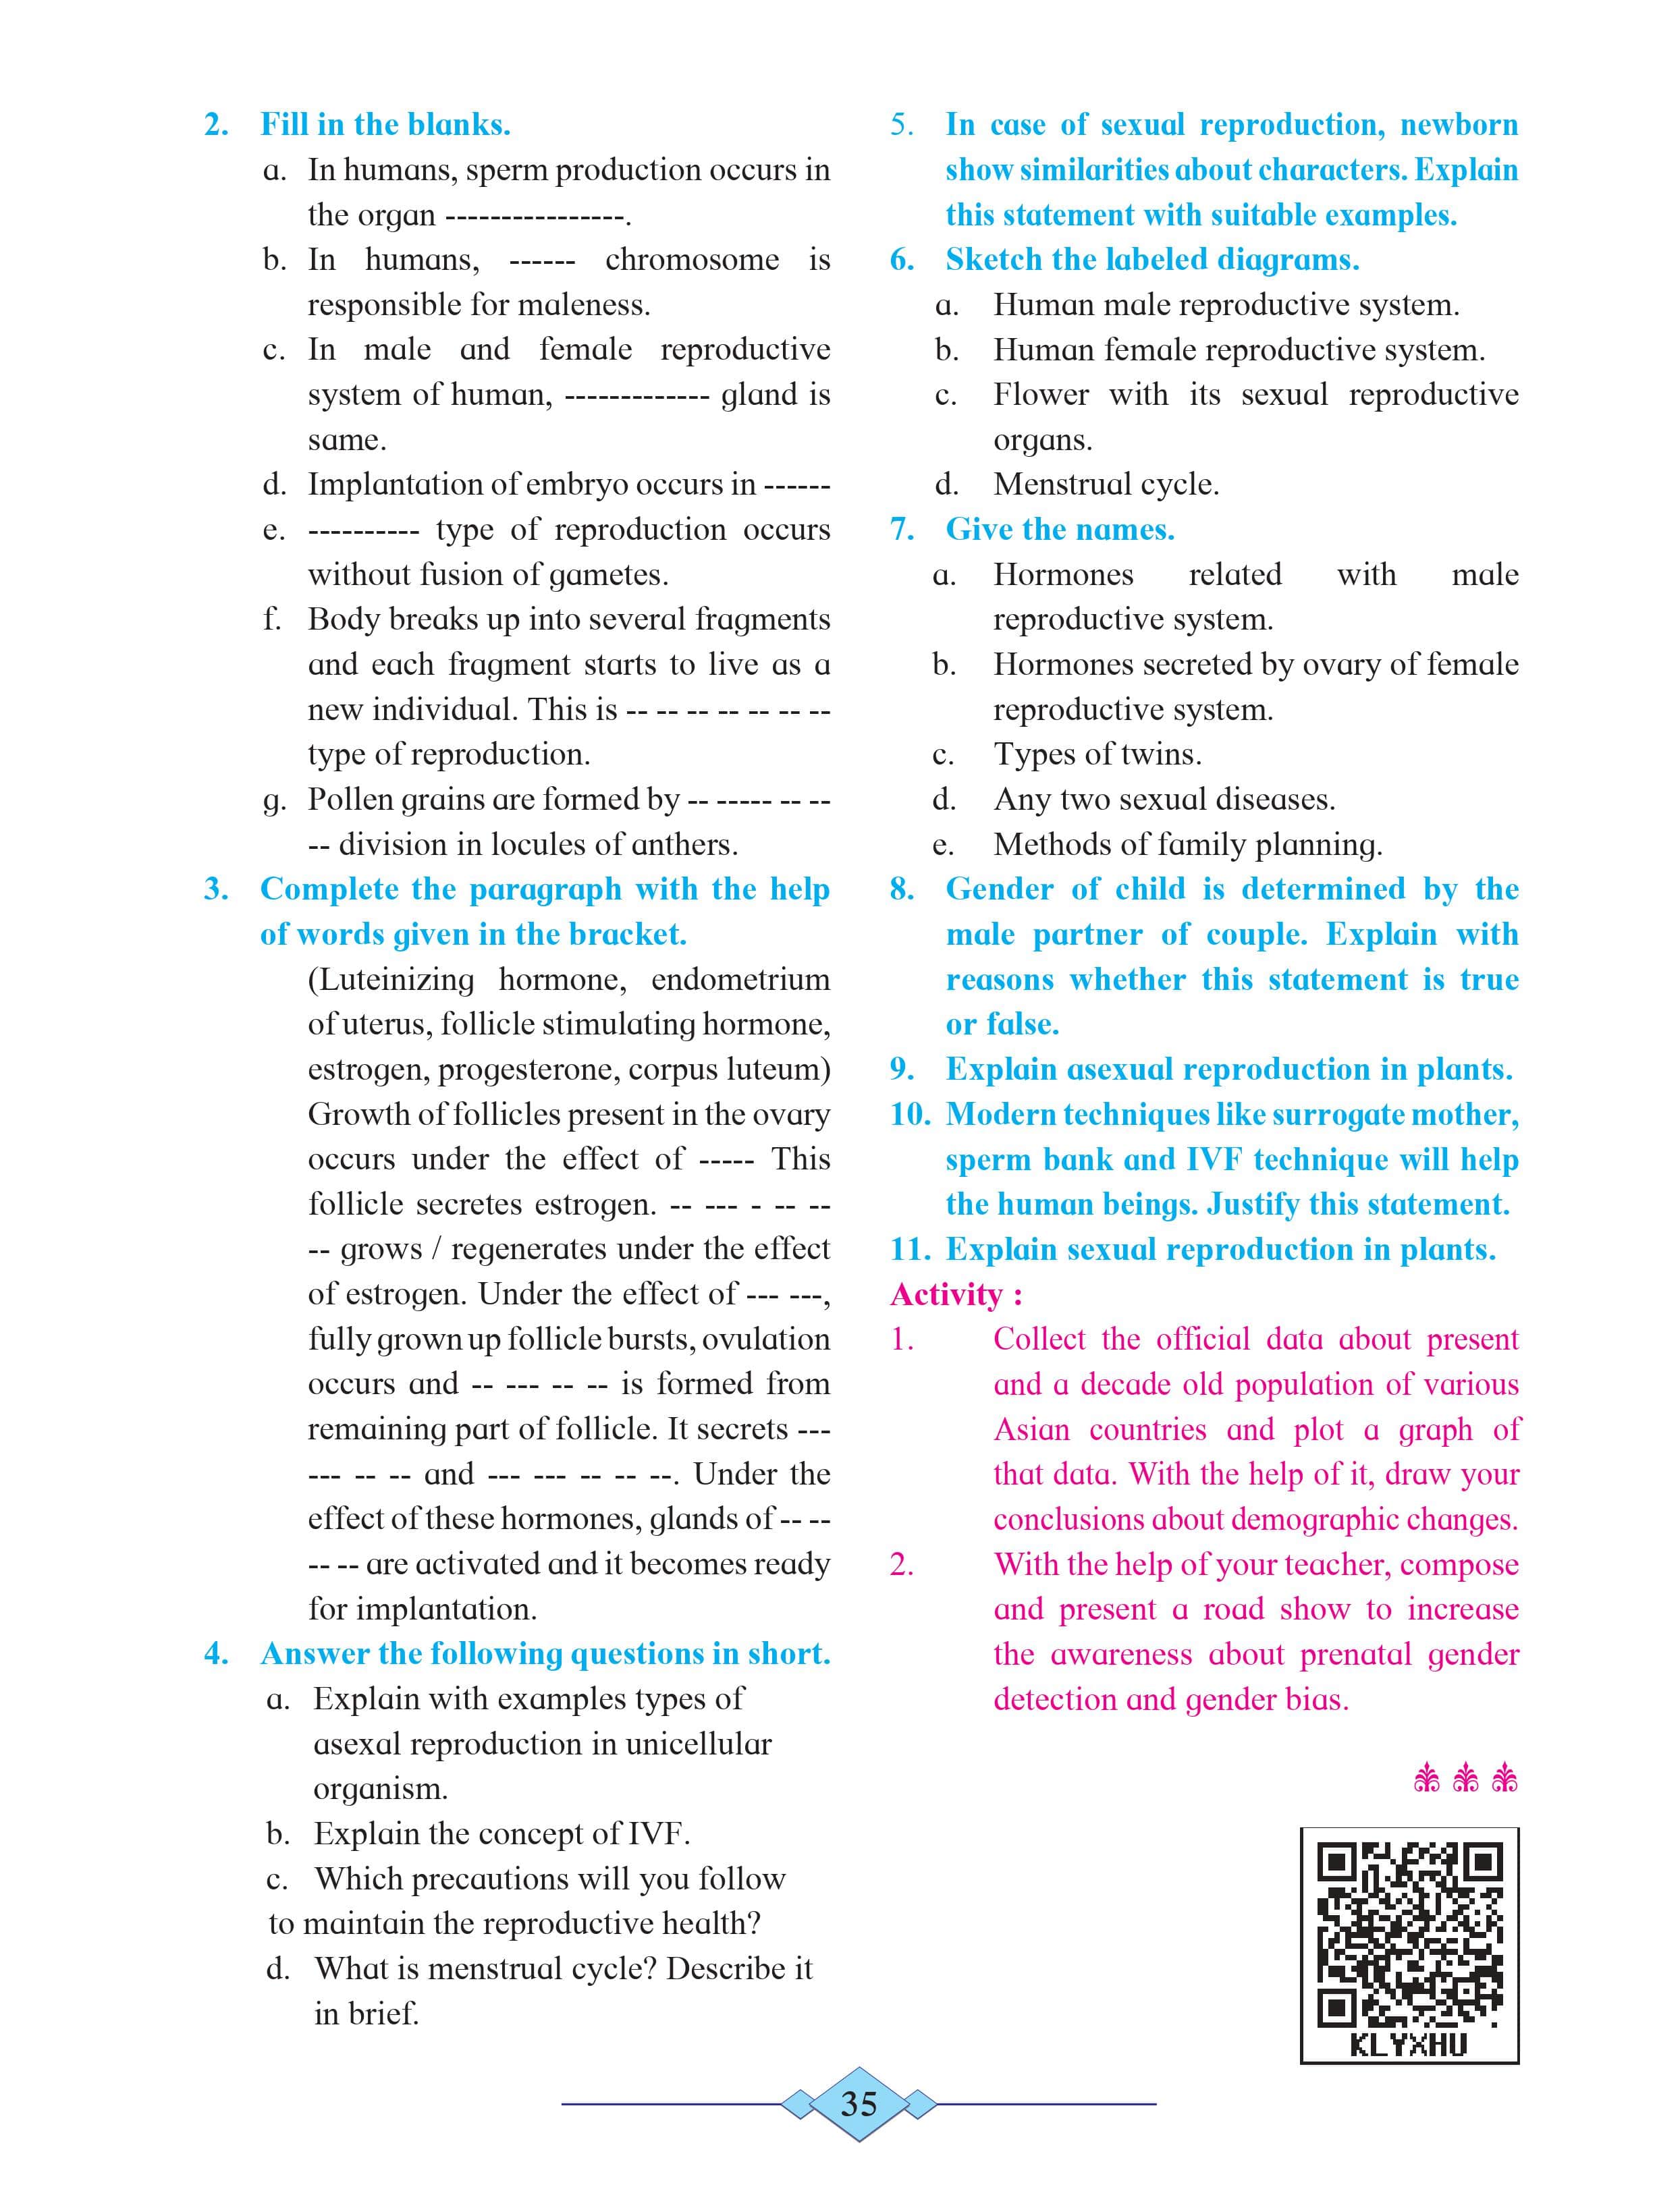 2. Fill in the blanks.
a. In humans, sperm production occurs in
the organ ----------------.
b. In humans, ------ chromosome is
responsible for maleness.
c. In male and female reproductive
system of human, ------------- gland is
same.
d. Implantation of embryo occurs in ------
e. ---------- type of reproduction occurs
without fusion of gametes.
f. Body breaks up into several fragments
and each fragment starts to live as a
new individual. This is -- -- -- -- -- -- --
type of reproduction.
g. Pollen grains are formed by -- ----- -- --
-- division in locules of anthers.
3. Complete the paragraph with the help
of words given in the bracket.
(Luteinizing hormone, endometrium
of uterus, follicle stimulating hormone,
estrogen, progesterone, corpus luteum)
Growth of follicles present in the ovary
occurs under the effect of ----- This
follicle secretes estrogen. -- --- - -- --
-- grows / regenerates under the effect
of estrogen. Under the effect of --- ---,
fully grown up follicle bursts, ovulation
occurs and -- --- -- -- is formed from
remaining part of follicle. It secrets ---
--- -- -- and --- --- -- -- --. Under the
effect of these hormones, glands of -- --
-- -- are activated and it becomes ready
for implantation.
4. Answer the following questions in short.
a. Explain with examples types of
asexal reproduction in unicellular
organism.
b. Explain the concept of IVF.
c. Which precautions will you follow
to maintain the reproductive health?
d. What is menstrual cycle? Describe it
in brief.
5. In case of sexual reproduction, newborn
show similarities about characters. Explain
this statement with suitable examples.
6. Sketch the labeled diagrams.
a. Human male reproductive system.
b. Human female reproductive system.
c. Flower with its sexual reproductive
organs.
d. Menstrual cycle.
7. Give the names.
a. Hormones related with male
reproductive system.
b. Hormones secreted by ovary of female
reproductive system.
c. Types of twins.
d. Any two sexual diseases.
e. Methods of family planning.
8. Gender of child is determined by the
male partner of couple. Explain with
reasons whether this statement is true
or false.
9. Explain asexual reproduction in plants.
10. Modern techniques like surrogate mother,
sperm bank and IVF technique will help
the human beings. Justify this statement.
11. Explain sexual reproduction in plants.
Activity :
1. Collect the official data about present
and a decade old population of various
Asian countries and plot a graph of
that data. With the help of it, draw your
conclusions about demographic changes.
2. With the help of your teacher, compose
and present a road show to increase
the awareness about prenatal gender
detection and gender bias.
KLYXHU
35